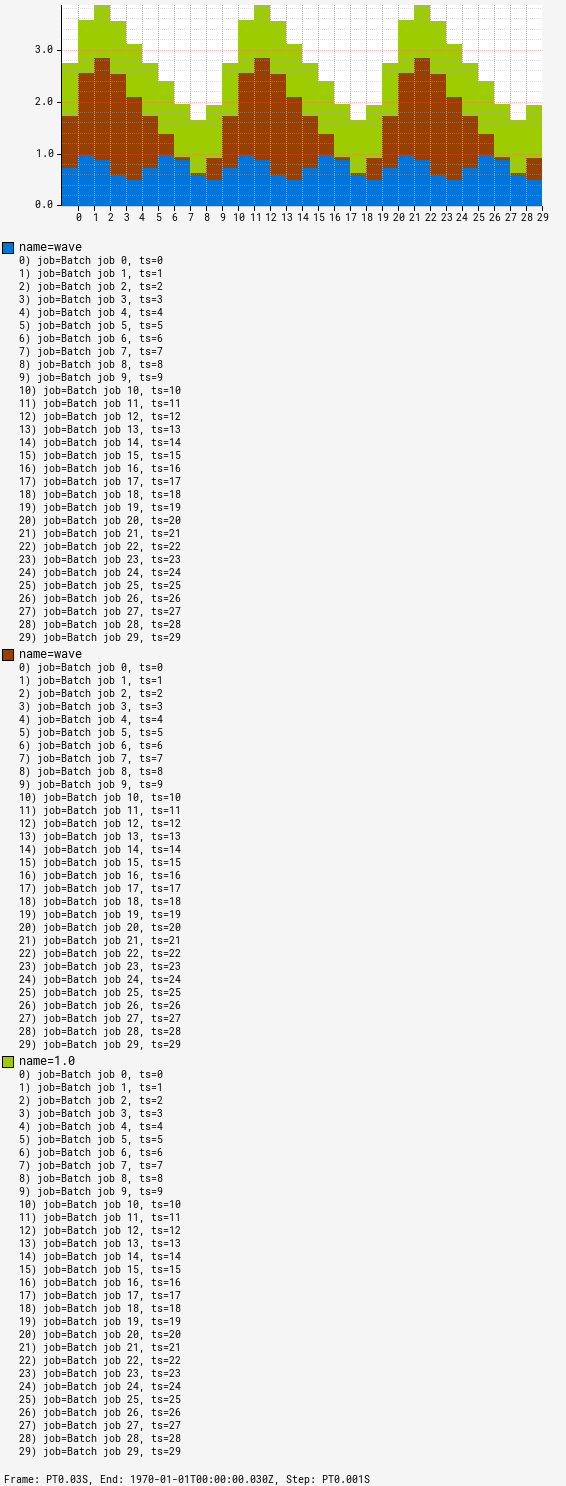 3.0
2.0
1.0
0.0
0 1 2 3 4 5 6 7 8 9 10 11 12 13 14 15 16 17 18 19 20 21 22 23 24 25 26 27 28 29
name=wave
0) job=Batch job 0, ts=0
1) job=Batch job 1, ts=1
2) job=Batch job 2, ts=2
3) job=Batch job 3, ts=3
4) job=Batch job 4, ts=4
5) job=Batch job 5, ts=5
6) job=Batch job 6, ts=6
7) job=Batch job 7, ts=7
8) job=Batch job 8, ts=8
9) job=Batch job 9, ts=9
10) job=Batch job 10, ts=10
11) job=Batch job 11, ts=11
12) job=Batch job 12, ts=12
13) job=Batch job 13, ts=13
14) job=Batch job 14, ts=14
15) job=Batch job 15, ts=15
16) job=Batch job 16, ts=16
17) job=Batch job 17, ts=17
18) job=Batch job 18, ts=18
19) job=Batch job 19, ts=19
20) job=Batch job 20, ts=20
21) job=Batch job 21, ts=21
22) job=Batch job 22, ts=22
23) job=Batch job 23, ts=23
24) job=Batch job 24, ts=24
25) job=Batch job 25, ts=25
26) job=Batch job 26, ts=26
27) job=Batch job 27, ts=27
28) job=Batch job 28, ts=28
29) job=Batch job 29, ts=29
name=wave
0) job=Batch job 0, ts=0
1) job=Batch job 1, ts=1
2) job=Batch job 2, ts=2
3) job=Batch job 3, ts=3
4) job=Batch job 4, ts=4
5) job=Batch job 5, ts=5
6) job=Batch job 6, ts=6
7) job=Batch job 7, ts=7
8) job=Batch job 8, ts=8
9) job=Batch job 9, ts=9
10) job=Batch job 10, ts=10
11) job=Batch job 11, ts=11
12) job=Batch job 12, ts=12
13) job=Batch job 13, ts=13
14) job=Batch job 14, ts=14
15) job=Batch job 15, ts=15
16) job=Batch job 16, ts=16
17) job=Batch job 17, ts=17
18) job=Batch job 18, ts=18
19) job=Batch job 19, ts=19
20) job=Batch job 20, ts=20
21) job=Batch job 21, ts=21
22) job=Batch job 22, ts=22
23) job=Batch job 23, ts=23
24) job=Batch job 24, ts=24
25) job=Batch job 25, ts=25
26) job=Batch job 26, ts=26
27) job=Batch job 27, ts=27
28) job=Batch job 28, ts=28
29) job=Batch job 29, ts=29
name=1.0
0) job=Batch job 0, ts=0
1) job=Batch job 1, ts=1
2) job=Batch job 2, ts=2
3) job=Batch job 3, ts=3
4) job=Batch job 4, ts=4
5) job=Batch job 5, ts=5
6) job=Batch job 6, ts=6
7) job=Batch job 7, ts=7
8) job=Batch job 8, ts=8
9) job=Batch job 9, ts=9
10) job=Batch job 10, ts=10
11) job=Batch job 11, ts=11
12) job=Batch job 12, ts=12
13) job=Batch job 13, ts=13
14) job=Batch job 14, ts=14
15) job=Batch job 15, ts=15
16) job=Batch job 16, ts=16
17) job=Batch job 17, ts=17
18) job=Batch job 18, ts=18
19) job=Batch job 19, ts=19
20) job=Batch job 20, ts=20
21) job=Batch job 21, ts=21
22) job=Batch job 22, ts=22
23) job=Batch job 23, ts=23
24) job=Batch job 24, ts=24
25) job=Batch job 25, ts=25
26) job=Batch job 26, ts=26
27) job=Batch job 27, ts=27
28) job=Batch job 28, ts=28
29) job=Batch job 29, ts=29
Frame: PT0.03S, End: 1970-01-01T00:00:00.030Z, Step: PT0.001S